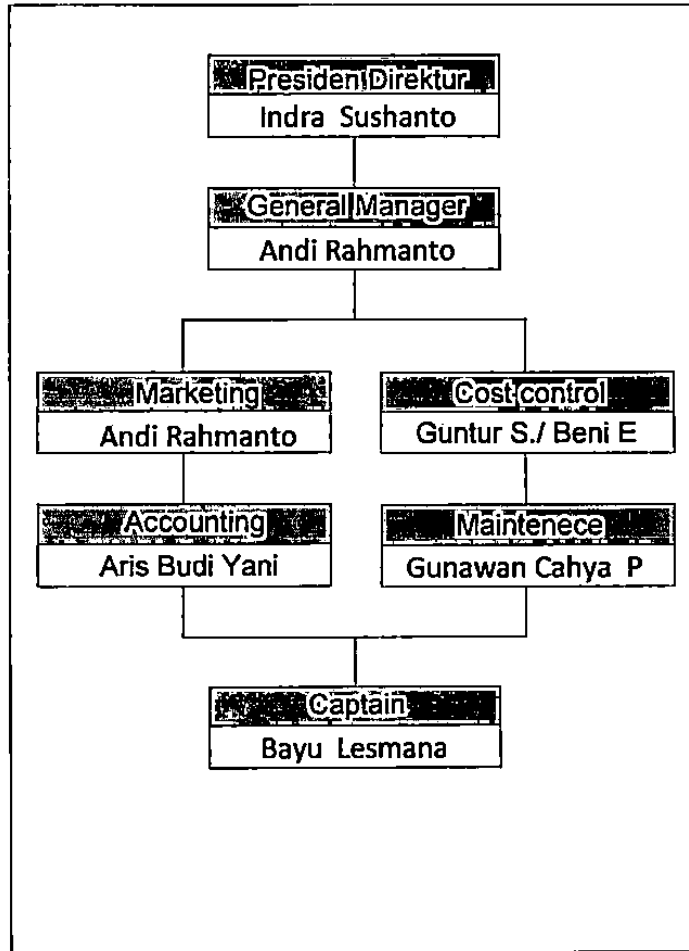 Presiden Direktur
Indra Sushanto
General Manager
Andi Rahmanto
Marketing
Andi Rahmanto
Cost control
Guntur S./ Beni E
Accounting
Aris Budi Yani
Maintenece
Gunawan Cahya P
Captain
Bayu Lesmana